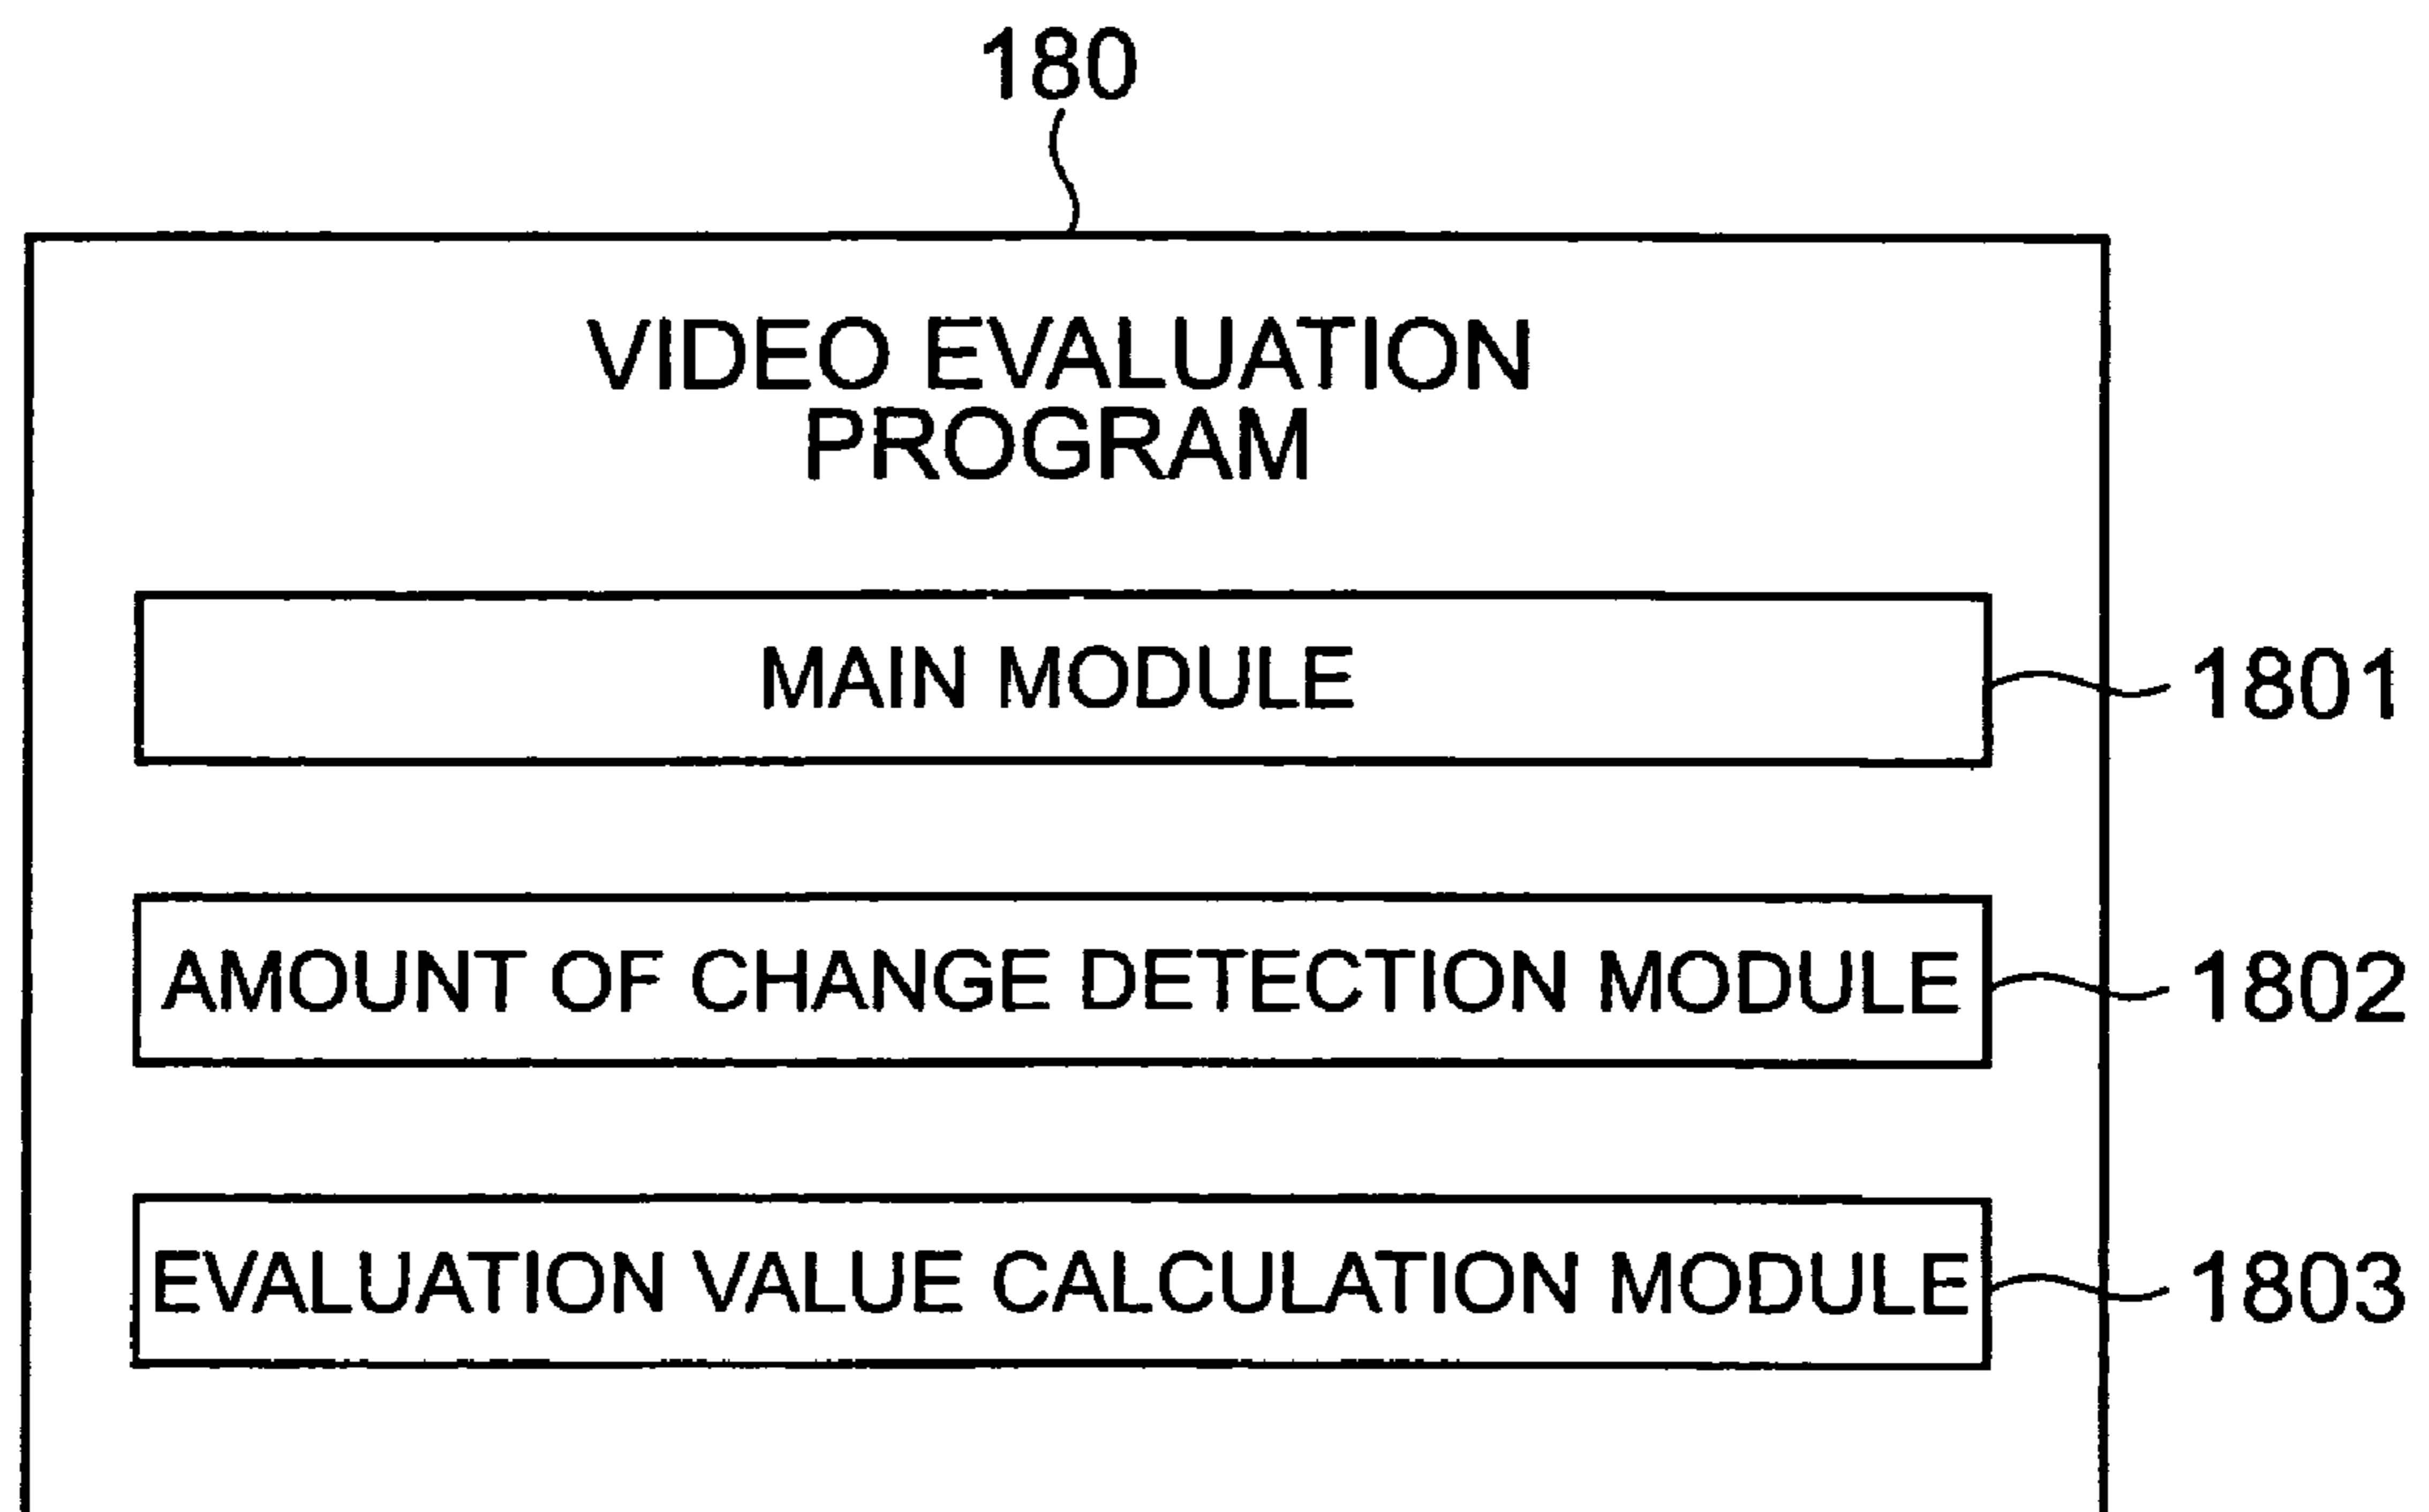 180
VIDEO EVALUATION
PROGRAM
MAIN MODULE
1801
AMOUNT OF CHANGE DETECTION MODULE
1802
EVALUATION VALUE CALCULATION MODULE
1803